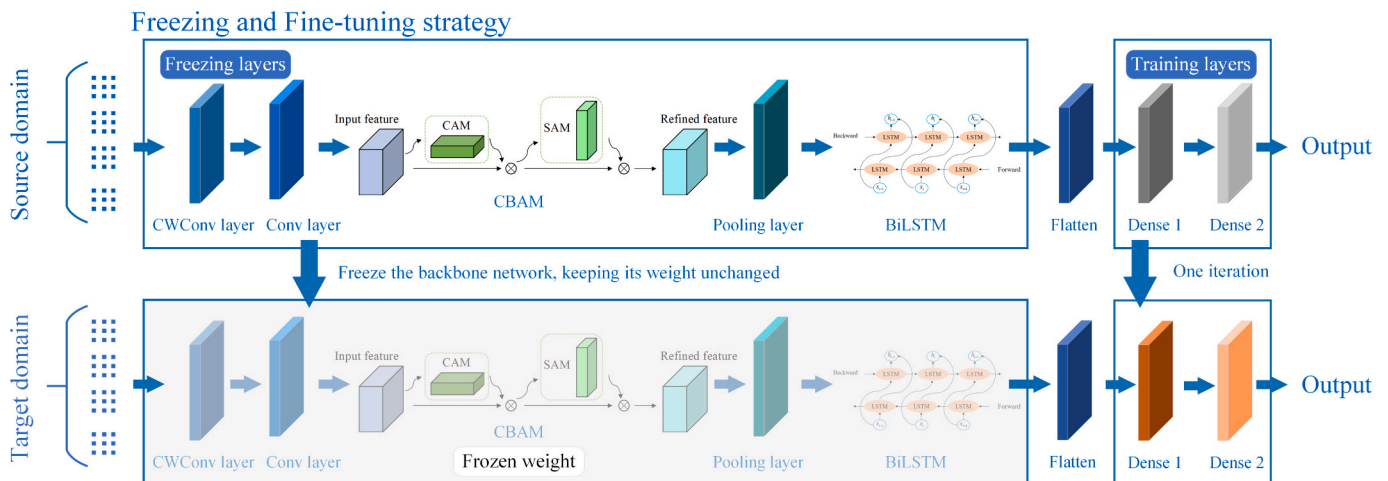 Freezing and Fine-tuning strategy
Source domain
Freezing layers
Training layers
Input feature
CAM
SAM
Refined feature
Backward
LSTM LSTM LSTM
LSTM LSTM LSTM
Forward
Output
CBAM
CWConv layer
Conv layer
Pooling layer
BiLSTM
Flatten
Dense 1
Dense 2
Freeze the backbone network, keeping its weight unchanged
One iteration
Target domain
Input feature
CAM
SAM
Refined feature
Backward
LSTM LSTM LSTM
LSTM LSTM LSTM
Forward
Output
CBAM
CWConv layer
Conv layer
Frozen weight
Pooling layer
BiLSTM
Flatten
Dense 1
Dense 2